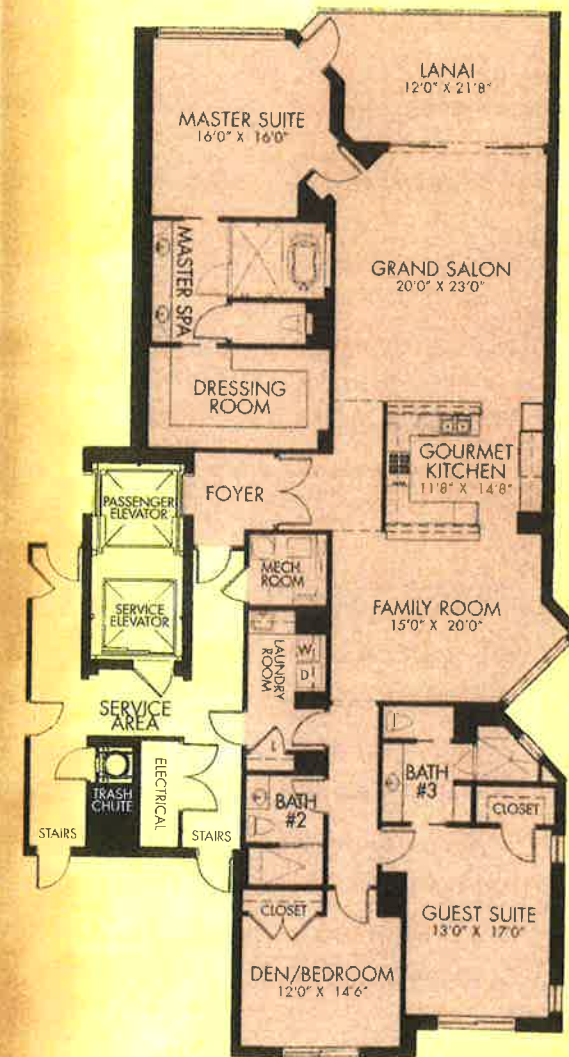 LANAI
12'0" X 21'8"
MASTER SUITE
16'0" X 16'0"
MASTER SPA
GRAND SALON
20'0" X 23'0"
DRESSING
ROOM
GOURMET
KITCHEN
11'8" X 14'8"
FOYER
PASSENGER
ELEVATOR
MECH.
ROOM
SERVICE
ELEVATOR
FAMILY ROOM
15'0" X 20'0"
LAUNDRY
ROOM
W
D
SERVICE
AREA
L
TRASH
CHUTE
ELECTRICAL
STAIRS
STAIRS
BATH
#2
BATH
#3
CLOSET
CLOSET
GUEST SUITE
13'0" X 17'0"
DEN/BEDROOM
12'0" X 14'6"